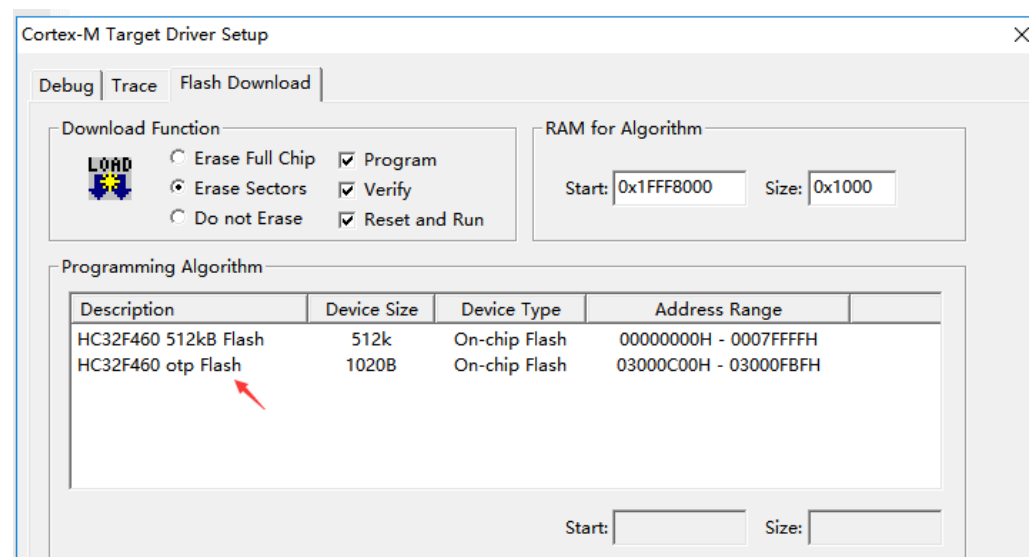 Cortex-M Target Driver Setup
Debug Trace Flash Download
Download Function
LOAD
Erase Full Chip
Program
Erase Sectors
Verify
Do not Erase
Reset and Run
RAM for Algorithm
Start: 0x1FFF8000 Size: 0x1000
Programming Algorithm
Description Device Size Device Type Address Range
HC32F460 512kB Flash 512k On-chip Flash 00000000H - 0007FFFFH
HC32F460 otp Flash 1020B On-chip Flash 03000C00H - 03000FBFH
Start: Size: